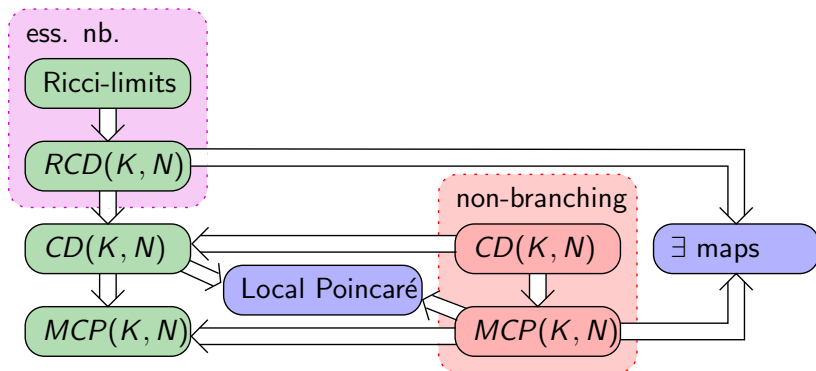 ess. nb.
Ricci-limits
RCD(K, N)
non-branching
CD(K, N)
CD(K, N)
∃ maps
Local Poincaré
MCP(K, N)
MCP(K, N)